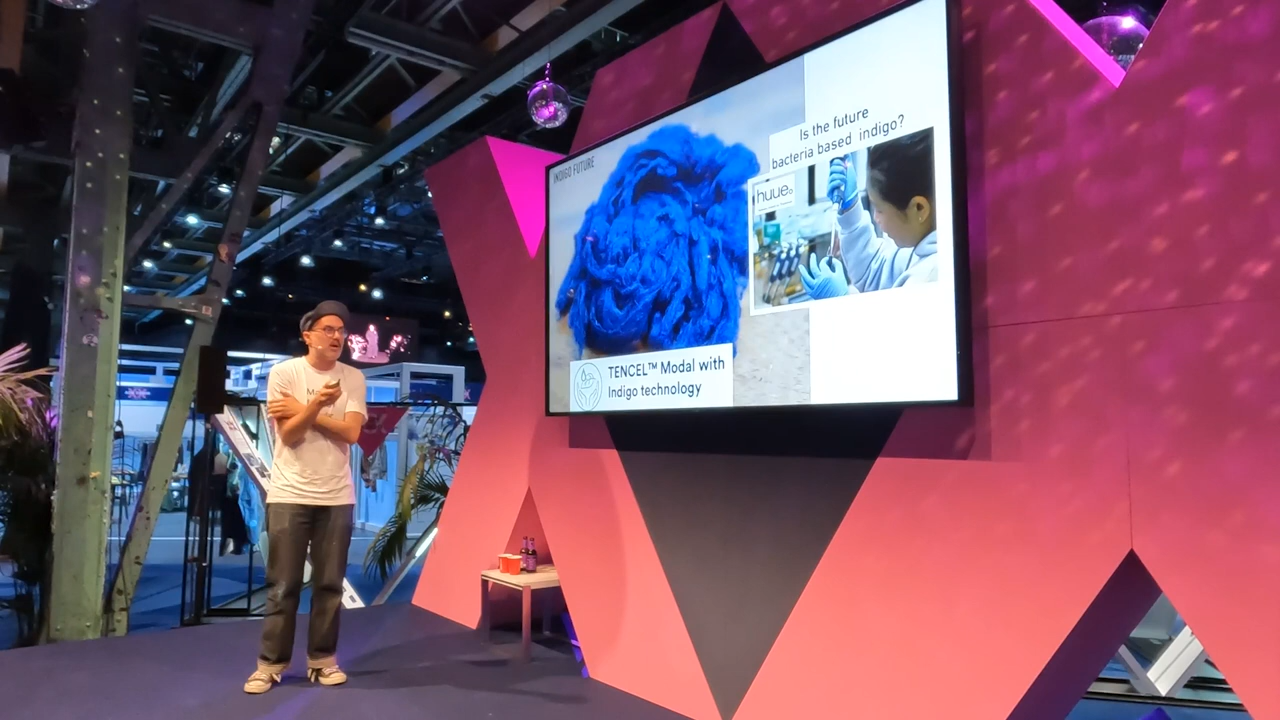 INDIGO FUTURE
Is the future
bacteria based indigo?
huue.
TENCEL™ Modal with
Indigo technology